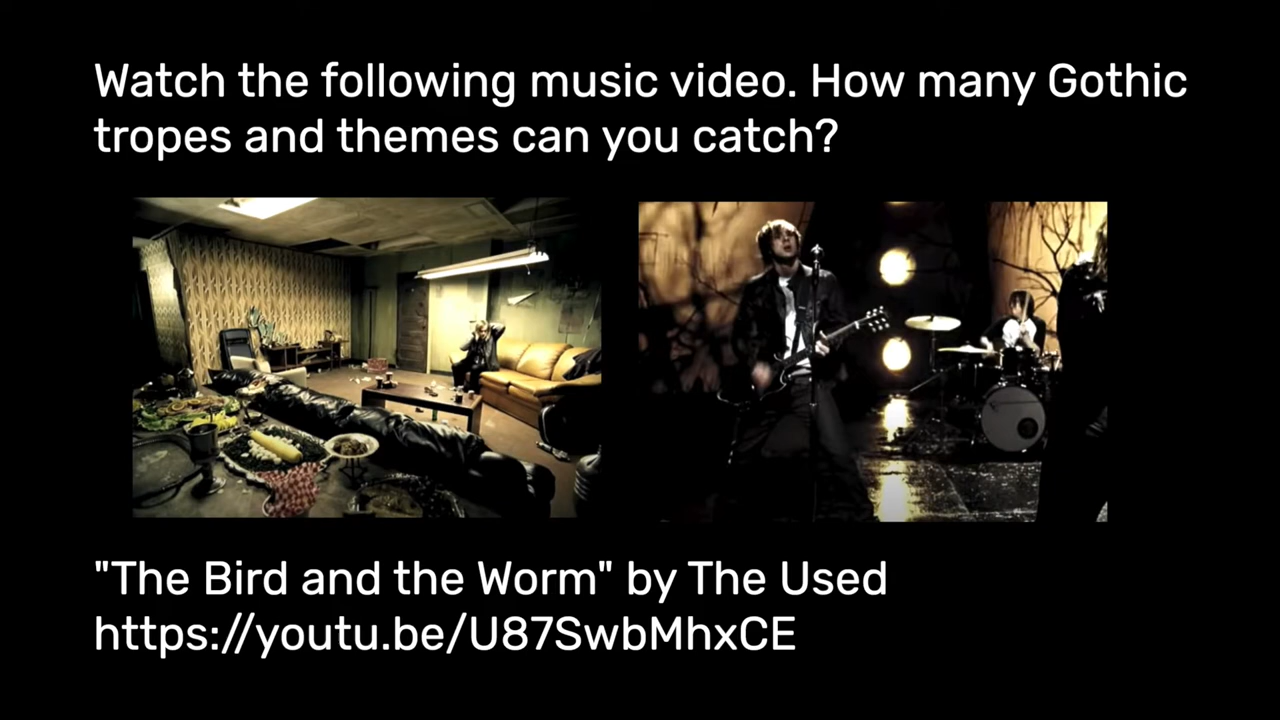 Watch the following music video. How many Gothic
tropes and themes can you catch?
"The Bird and the Worm" by The Used
https://youtu.be/U87SwbMhxCE